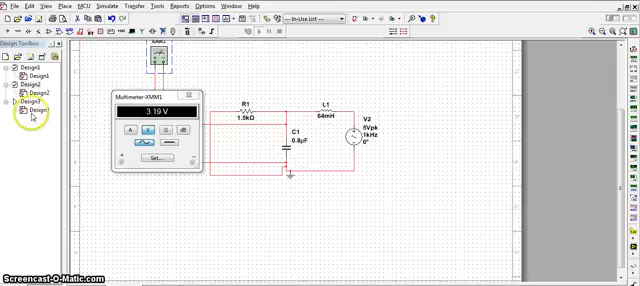 File Edit View Place MCU Simulate Transfer Tools Reports Options Window Help
--- In-Use List ---
Design Toolbox
Design1
Design1
Design2
Design2
Design3
Design
XMM1
Multimeter-XMM1
3.19 V
A V Ω dB
Set...
+
R1
1.5kΩ
L1
64mH
C1
0.8µF
V2
5Vpk
1kHz
0°
Screencast-O-Matic.com